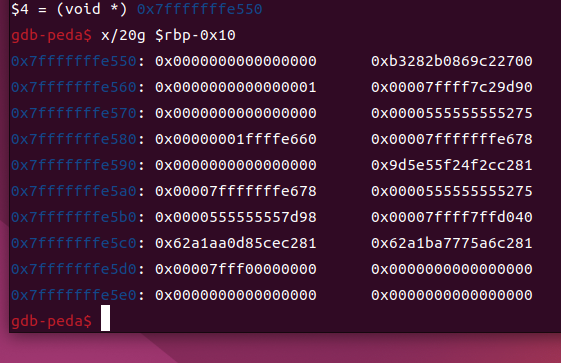 $4 = (void *) 0x7fffffffe550
gdb-peda$ x/20g $rbp-0x10
0x7fffffffe550: 0x0000000000000000 0xb3282b0869c22700
0x7fffffffe560: 0x0000000000000001 0x00007ffff7c29d90
0x7fffffffe570: 0x0000000000000000 0x0000555555555275
0x7fffffffe580: 0x00000001ffffe660 0x00007fffffffe678
0x7fffffffe590: 0x0000000000000000 0x9d5e55f24f2cc281
0x7fffffffe5a0: 0x00007fffffffe678 0x0000555555555275
0x7fffffffe5b0: 0x0000555555557d98 0x00007ffff7ffd040
0x7fffffffe5c0: 0x62a1aa0d85cec281 0x62a1ba7775a6c281
0x7fffffffe5d0: 0x00007fff00000000 0x0000000000000000
0x7fffffffe5e0: 0x0000000000000000 0x0000000000000000
gdb-peda$